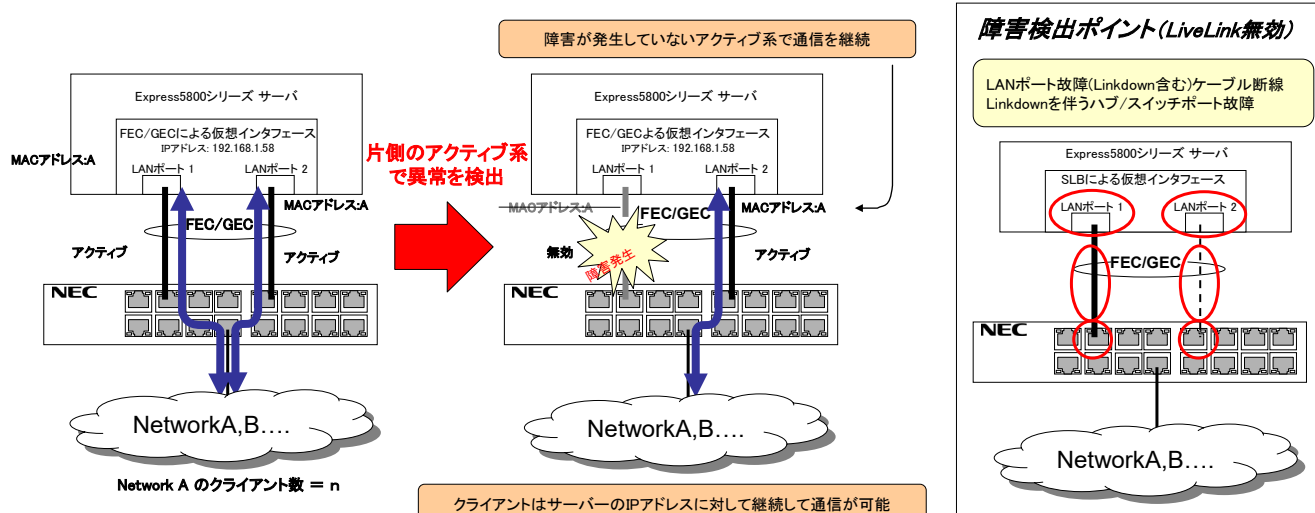 障害が発生していないアクティブ系で通信を継続
Express5800シリーズ サーバ
FEC/GECによる仮想インタフェース
IPアドレス: 192.168.1.58
MACアドレス:A
LANポート 1
LANポート 2
MACアドレス:A
FEC/GEC
アクティブ
アクティブ
NEC
NetworkA,B....
Network A のクライアント数 = n
片側のアクティブ系
で異常を検出
Express5800シリーズ サーバ
FEC/GECよる仮想インタフェース
IPアドレス: 192.168.1.58
LANポート 1
LANポート 2
MACアドレス:A
MACアドレス:A
FEC/GEC
無効
障害発生
アクティブ
NEC
NetworkA,B....
クライアントはサーバーのIPアドレスに対して継続して通信が可能
障害検出ポイント(LiveLink無効)
LANポート故障(Linkdown含む)ケーブル断線
Linkdownを伴うハブ/スイッチポート故障
Express5800シリーズ サーバ
SLBによる仮想インタフェース
LANポート 1
LANポート 2
FEC/GEC
NEC
NetworkA,B....